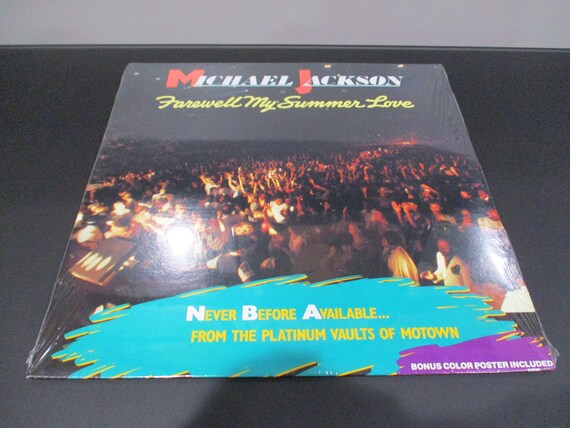 MICHAEL JACKSON
Farewell My Summer Love
NEVER BEFORE AVAILABLE...
FROM THE PLATINUM VAULTS OF MOTOWN
BONUS COLOR POSTER INCLUDED